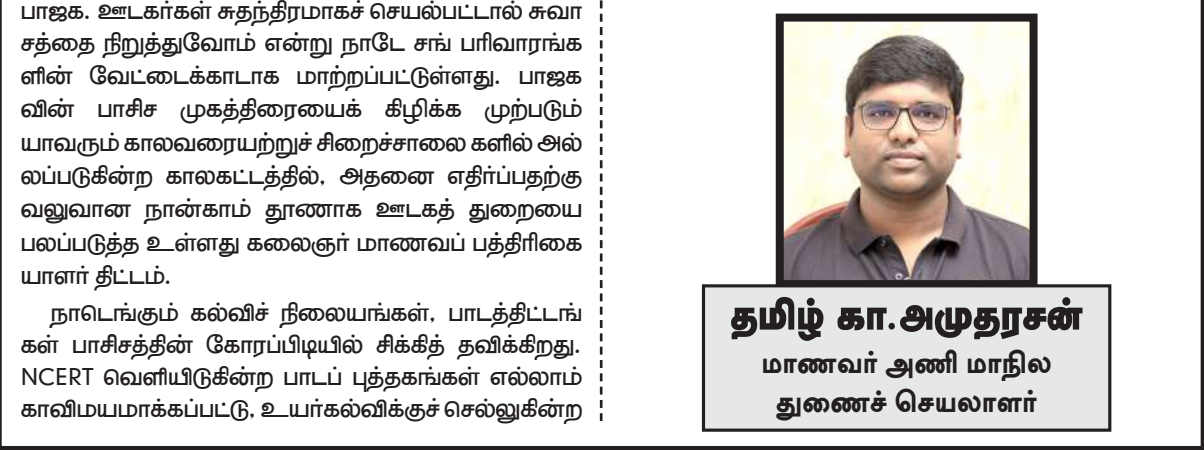 பாஜக. ஊடகர்கள் சுதந்திரமாகச் செயல்பட்டால் சுவா
சத்தை நிறுத்துவோம் என்று நாடே சங் பரிவாரங்க
ளின் வேட்டைக்காடாக மாற்றப்பட்டுள்ளது. பாஜக
வின் பாசிச முகத்திரையைக் கிழிக்க முற்படும்
யாவரும் காலவரையற்றுச் சிறைச்சாலை களில் அல்
லப்படுகின்ற காலகட்டத்தில், அதனை எதிர்ப்பதற்கு
வலுவான நான்காம் தூணாக ஊடகத் துறையை
பலப்படுத்த உள்ளது கலைஞர் மாணவப் பத்திரிகை
யாளர் திட்டம்.
நாடெங்கும் கல்விச் நிலையங்கள், பாடத்திட்டங்
கள் பாசிசத்தின் கோரப்பிடியில் சிக்கித் தவிக்கிறது.
NCERT வெளியிடுகின்ற பாடப் புத்தகங்கள் எல்லாம்
காவிமயமாக்கப்பட்டு, உயர்கல்விக்குச் செல்லுகின்ற
தமிழ் கா.அமுதரசன்
மாணவர் அணி மாநில
துணைச் செயலாளர்